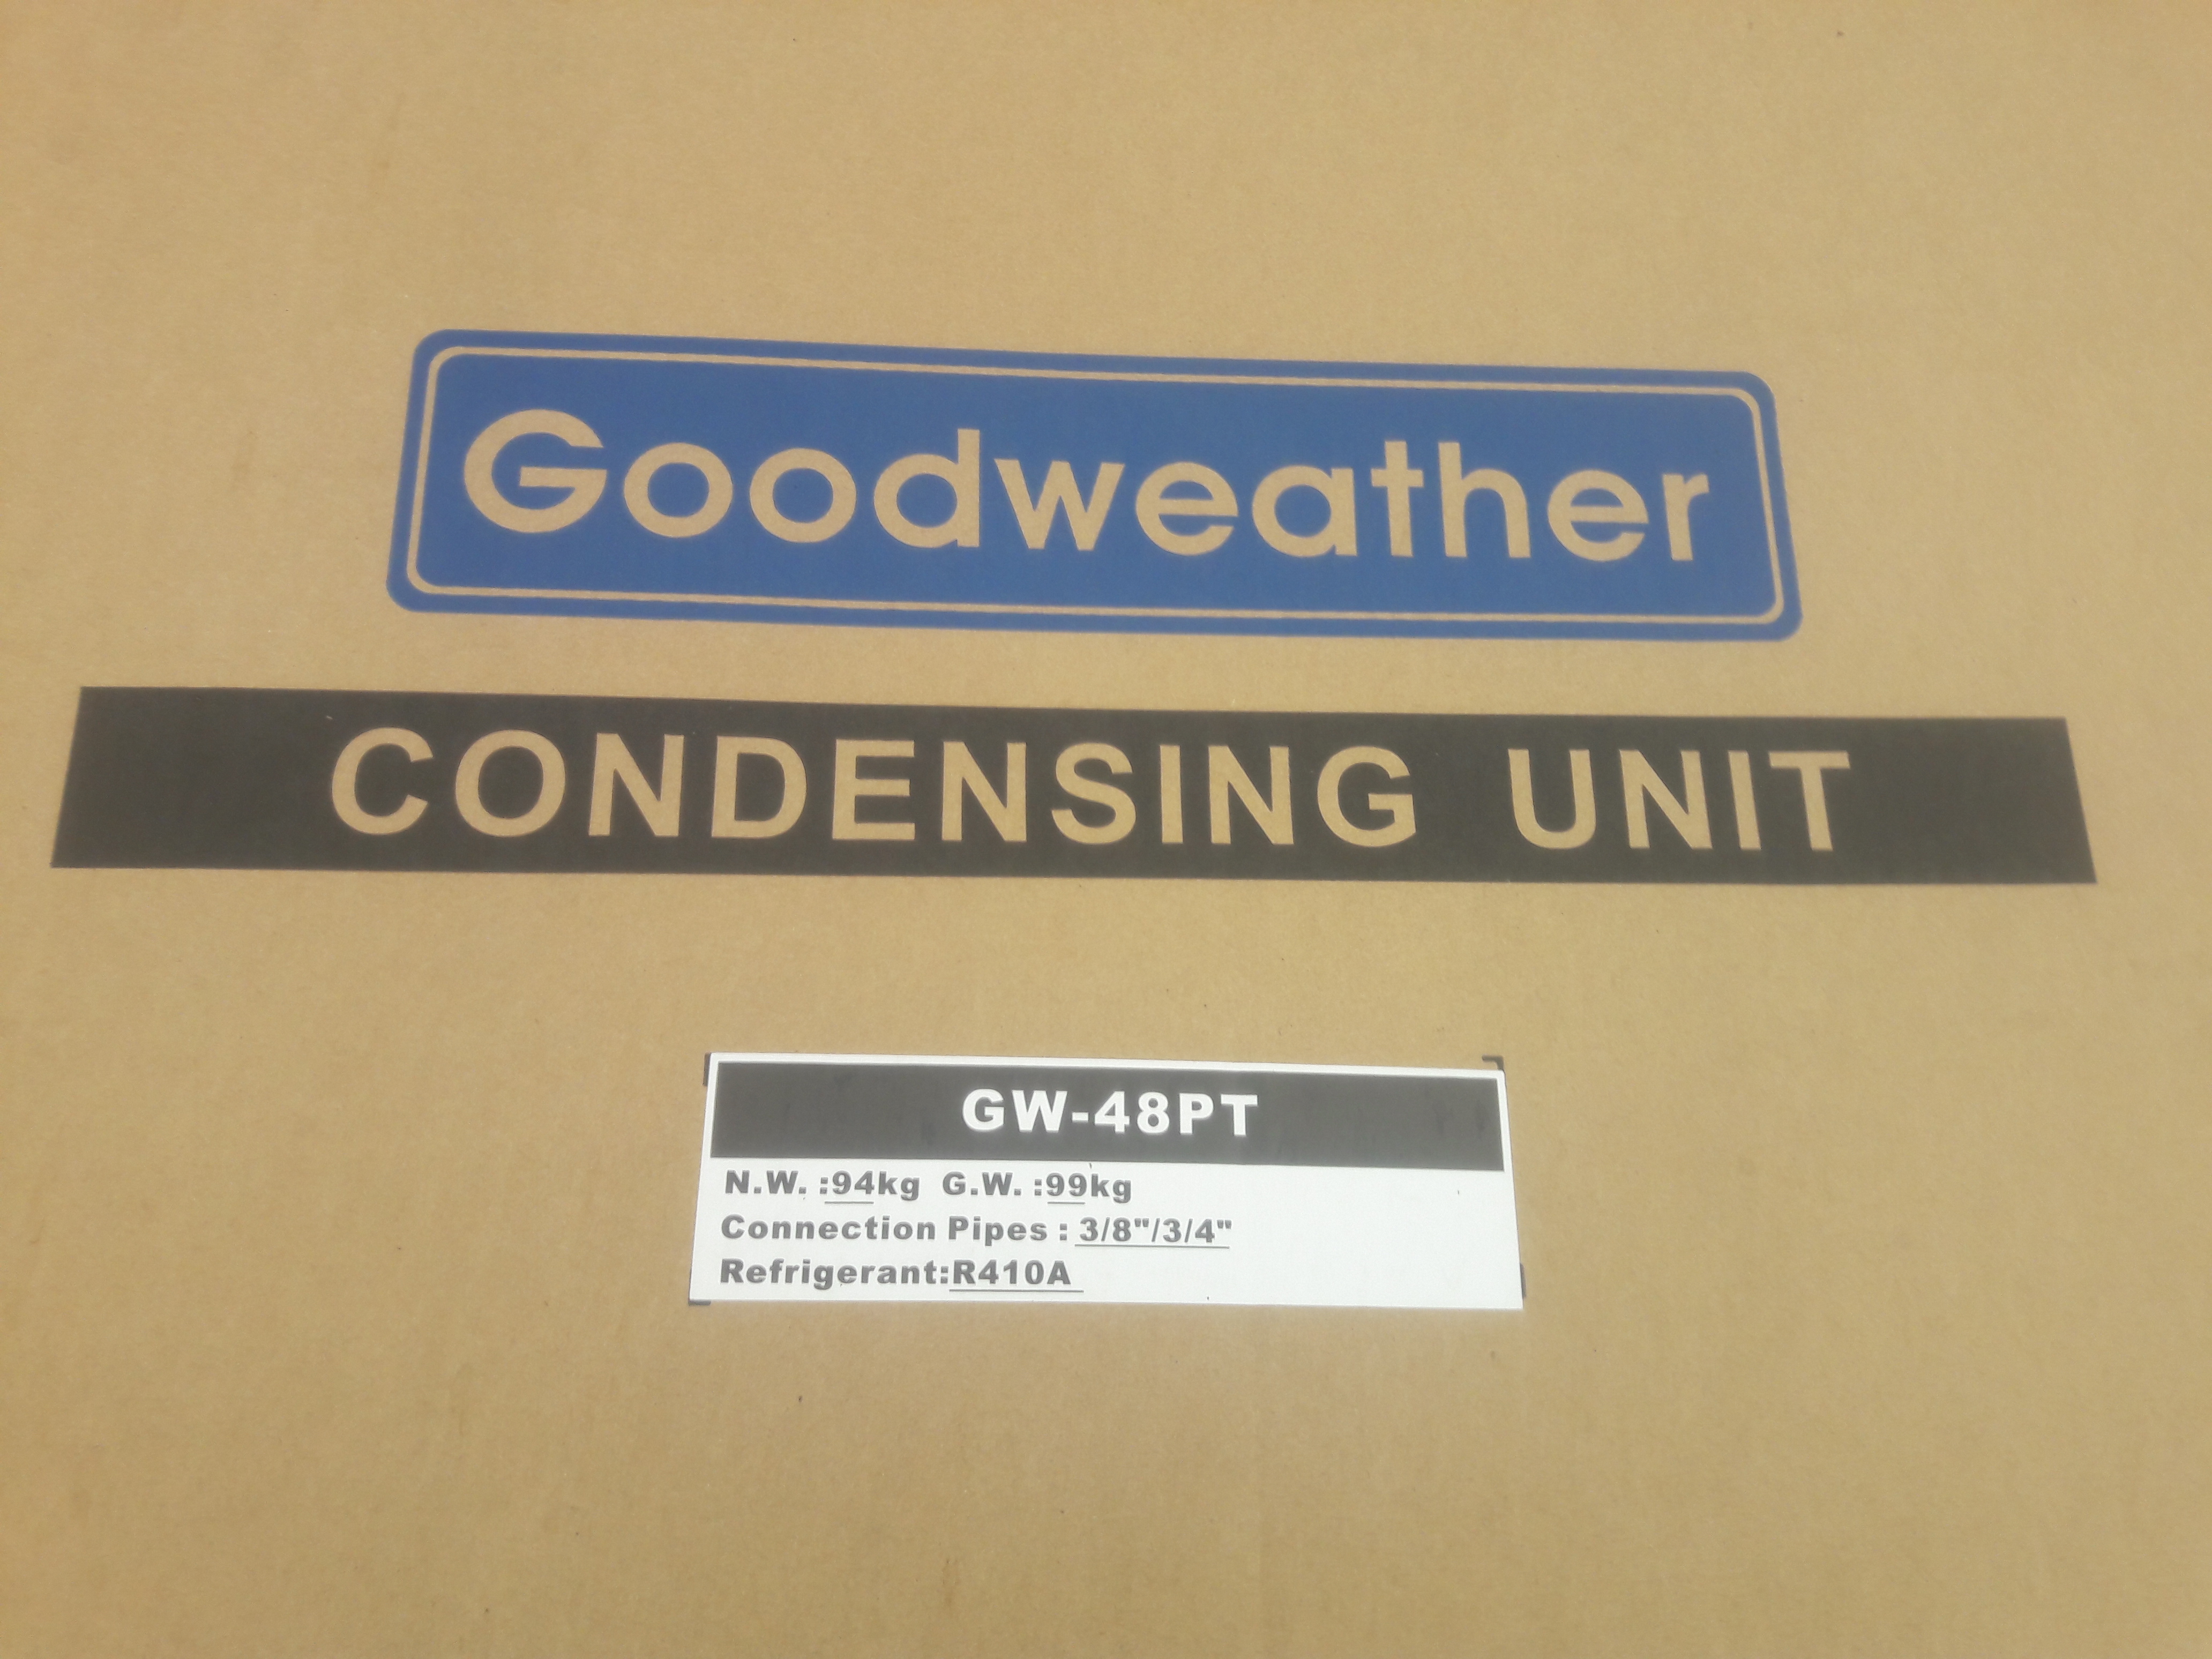 Goodweather
CONDENSING UNIT
GW-48PT
N.W. :94kg G.W. :99kg
Connection Pipes : 3/8"/3/4"
Refrigerant:R410A